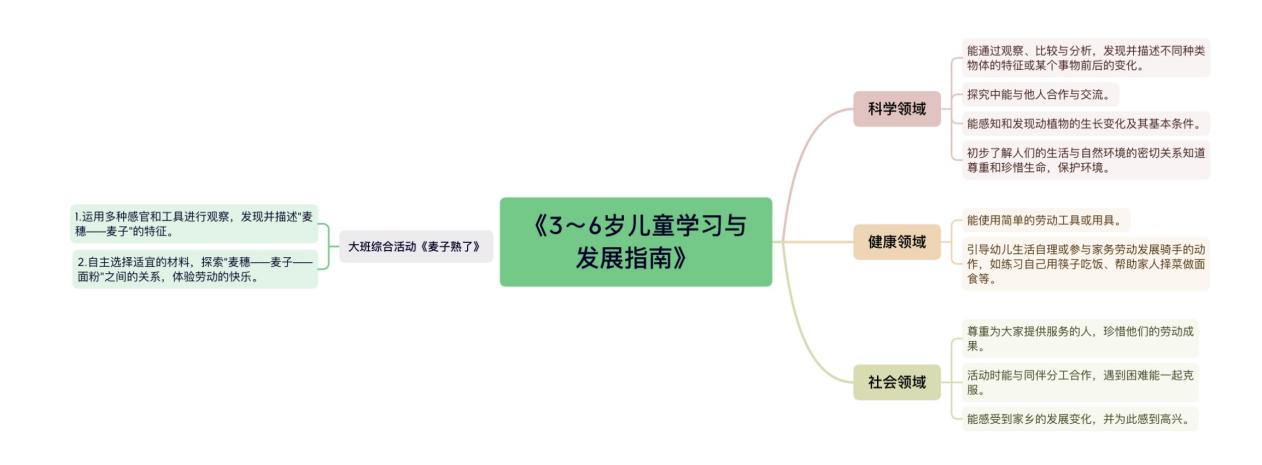 《3～6岁儿童学习与
发展指南》
科学领域
能通过观察、比较与分析，发现并描述不同种类
物体的特征或某个事物前后的变化。
探究中能与他人合作与交流。
能感知和发现动植物的生长变化及其基本条件。
初步了解人们的生活与自然环境的密切关系知道
尊重和珍惜生命，保护环境。
健康领域
能使用简单的劳动工具或用具。
引导幼儿生活自理或参与家务劳动发展骑手的动
作，如练习自己用筷子吃饭、帮助家人择菜做面
食等。
社会领域
尊重为大家提供服务的人，珍惜他们的劳动成
果。
活动时能与同伴分工合作，遇到困难能一起克
服。
能感受到家乡的发展变化，并为此感到高兴。
大班综合活动《麦子熟了》
1.运用多种感官和工具进行观察，发现并描述"麦
穗——麦子"的特征。
2.自主选择适宜的材料，探索"麦穗——麦子——
面粉"之间的关系，体验劳动的快乐。